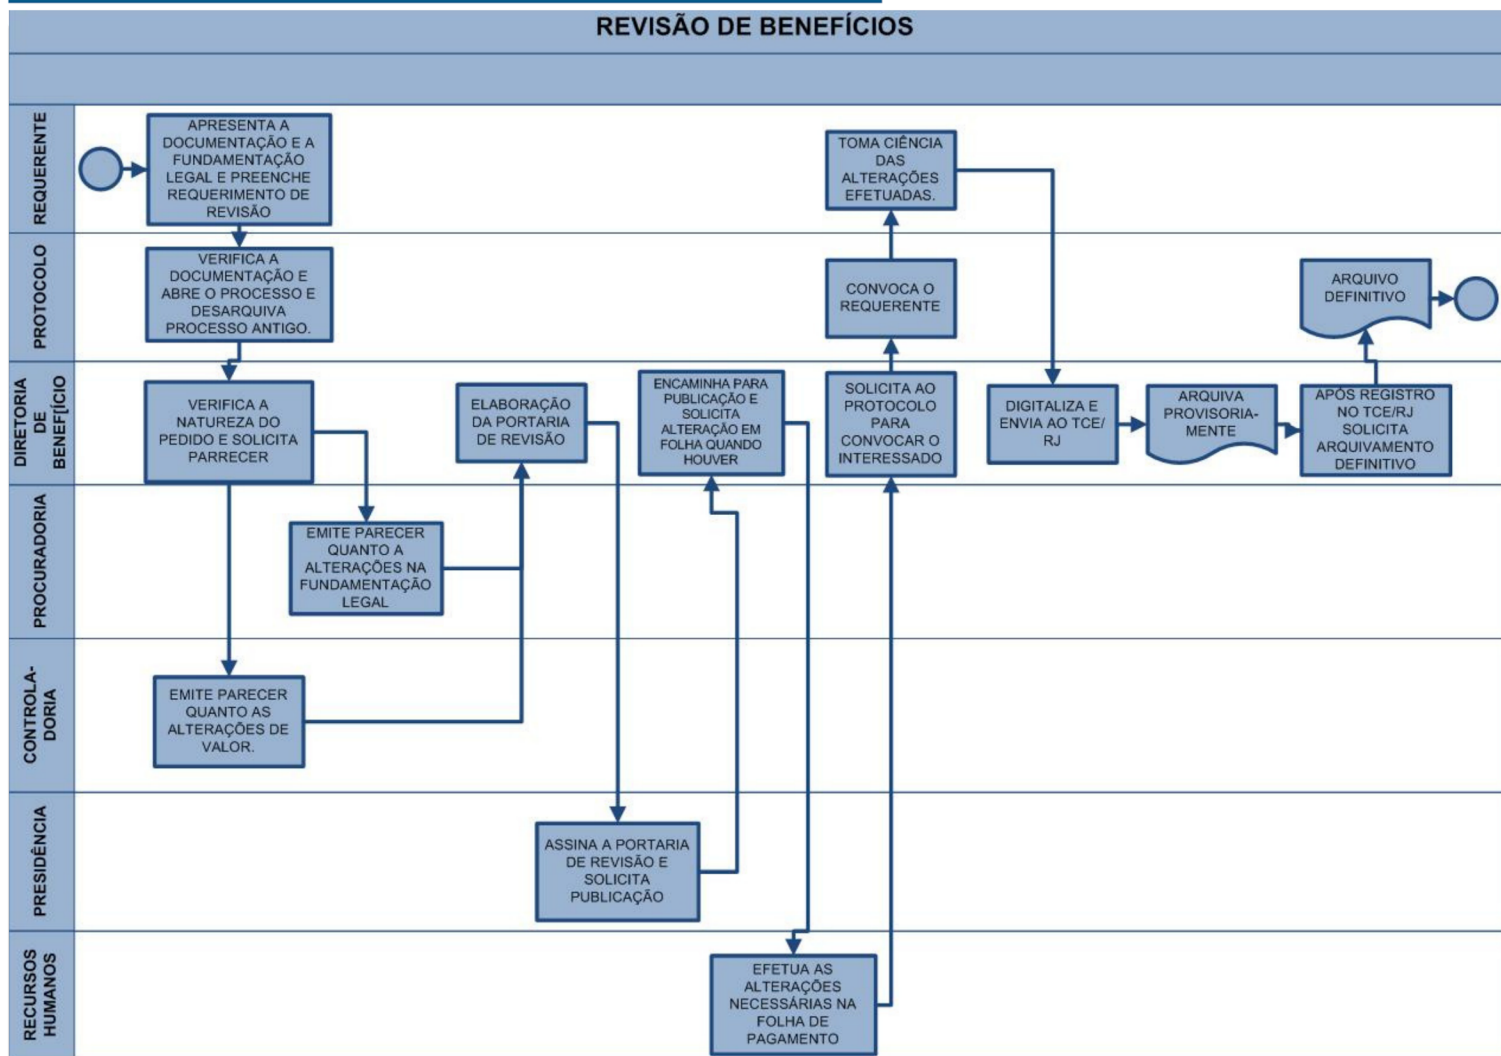 REVISÃO DE BENEFÍCIOS
REQUERENTE
APRESENTA A
DOCUMENTAÇÃO E A
FUNDAMENTAÇÃO
LEGAL E PREENCHE
REQUERIMENTO DE
REVISÃO
TOMA CIÊNCIA
DAS
ALTERAÇÕES
EFETUADAS.
PROTOCOLO
VERIFICA A
DOCUMENTAÇÃO E
ABRE O PROCESSO E
DESARQUIVA
PROCESSO ANTIGO.
CONVOCA O
REQUERENTE
ARQUIVO
DEFINITIVO
DIRETORIA
DE
BENEF[ICIO
VERIFICA A
NATUREZA DO
PEDIDO E SOLICITA
PARRECER
ELABORAÇÃO
DA PORTARIA
DE REVISÃO
ENCAMINHA PARA
PUBLICAÇÃO E
SOLICITA
ALTERAÇÃO EM
FOLHA QUANDO
HOUVER
SOLICITA AO
PROTOCOLO
PARA
CONVOCAR O
INTERESSADO
DIGITALIZA E
ENVIA AO TCE/
RJ
ARQUIVA
PROVISORIA-
MENTE
APÓS REGISTRO
NO TCE/RJ
SOLICITA
ARQUIVAMENTO
DEFINITIVO
PROCURADORIA
EMITE PARECER
QUANTO A
ALTERAÇÕES NA
FUNDAMENTAÇÃO
LEGAL
CONTROLA-
DORIA
EMITE PARECER
QUANTO AS
ALTERAÇÕES DE
VALOR.
PRESIDÊNCIA
ASSINA A PORTARIA
DE REVISÃO E
SOLICITA
PUBLICAÇÃO
RECURSOS
HUMANOS
EFETUA AS
ALTERAÇÕES
NECESSÁRIAS NA
FOLHA DE
PAGAMENTO